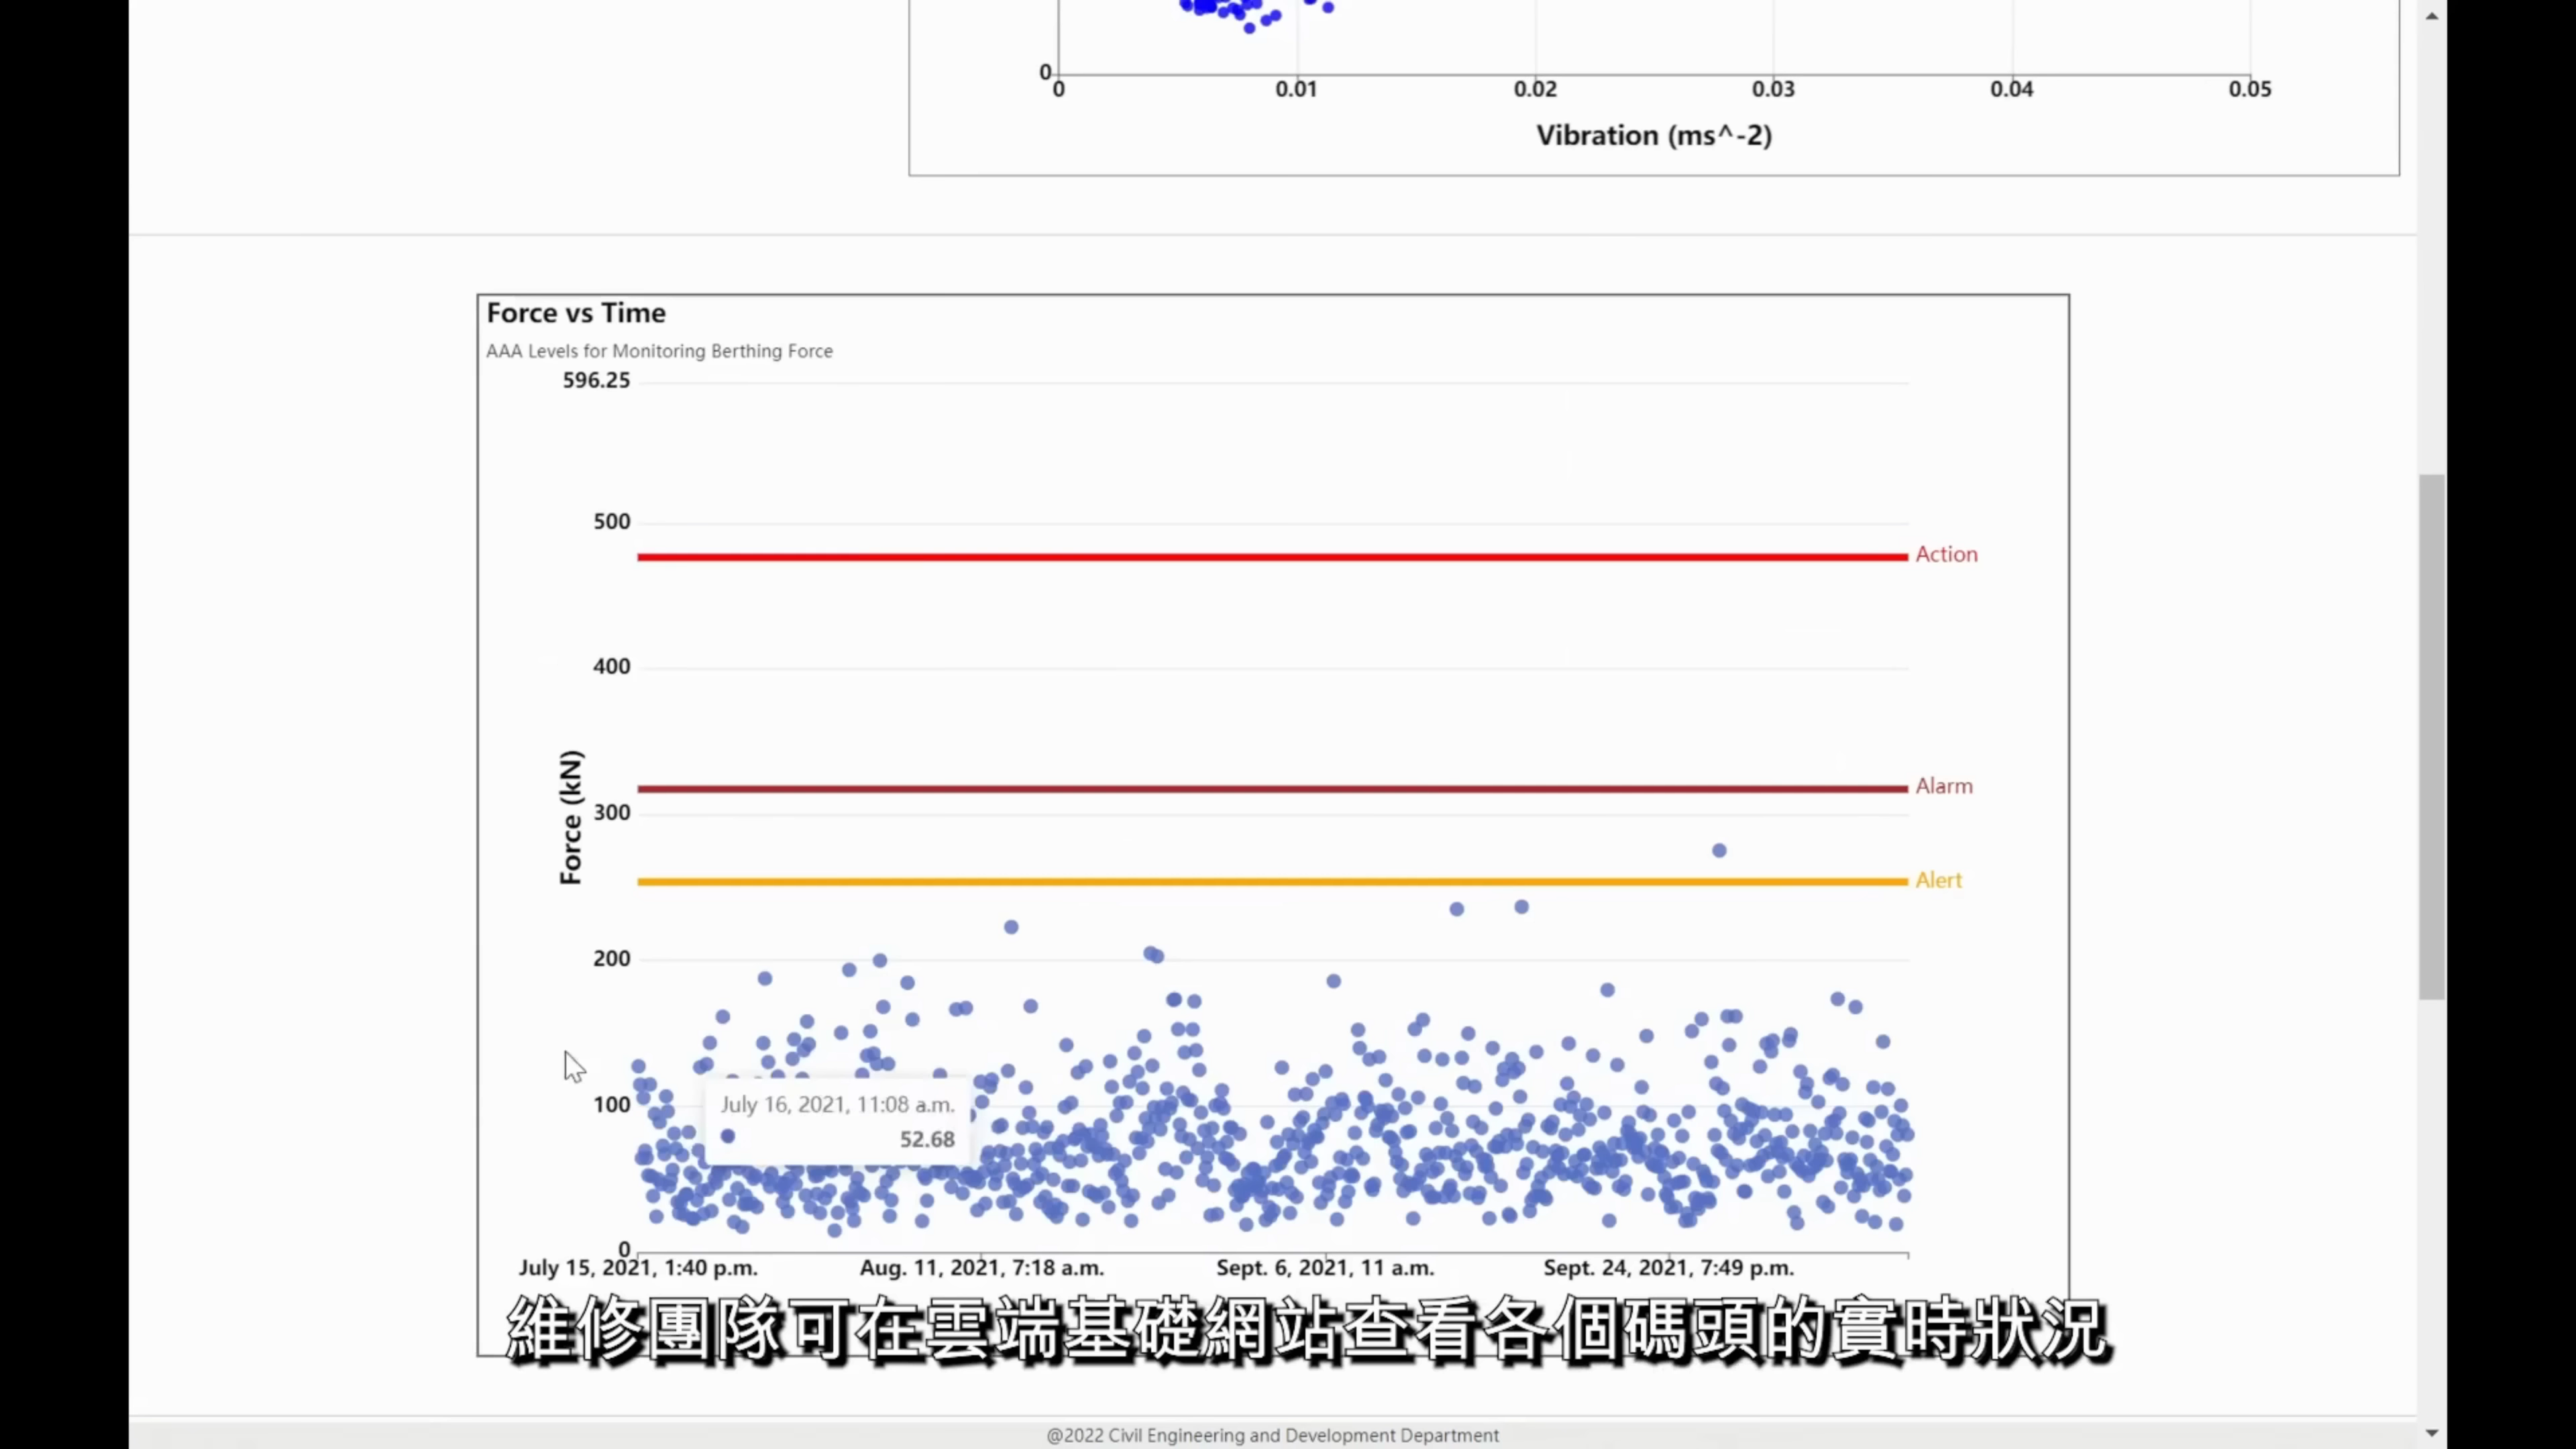 0
0 0.01 0.02 0.03 0.04 0.05
Vibration (ms^-2)
Force vs Time
AAA Levels for Monitoring Berthing Force
596.25
500
Action
400
Alarm
300
Force (kN)
Alert
200
100
July 16, 2021, 11:08 a.m.
52.68
0
July 15, 2021, 1:40 p.m. Aug. 11, 2021, 7:18 a.m. Sept. 6, 2021, 11 a.m. Sept. 24, 2021, 7:49 p.m.
維修團隊可在雲端基礎網站查看各個碼頭的實時狀況
@2022 Civil Engineering and Development Department